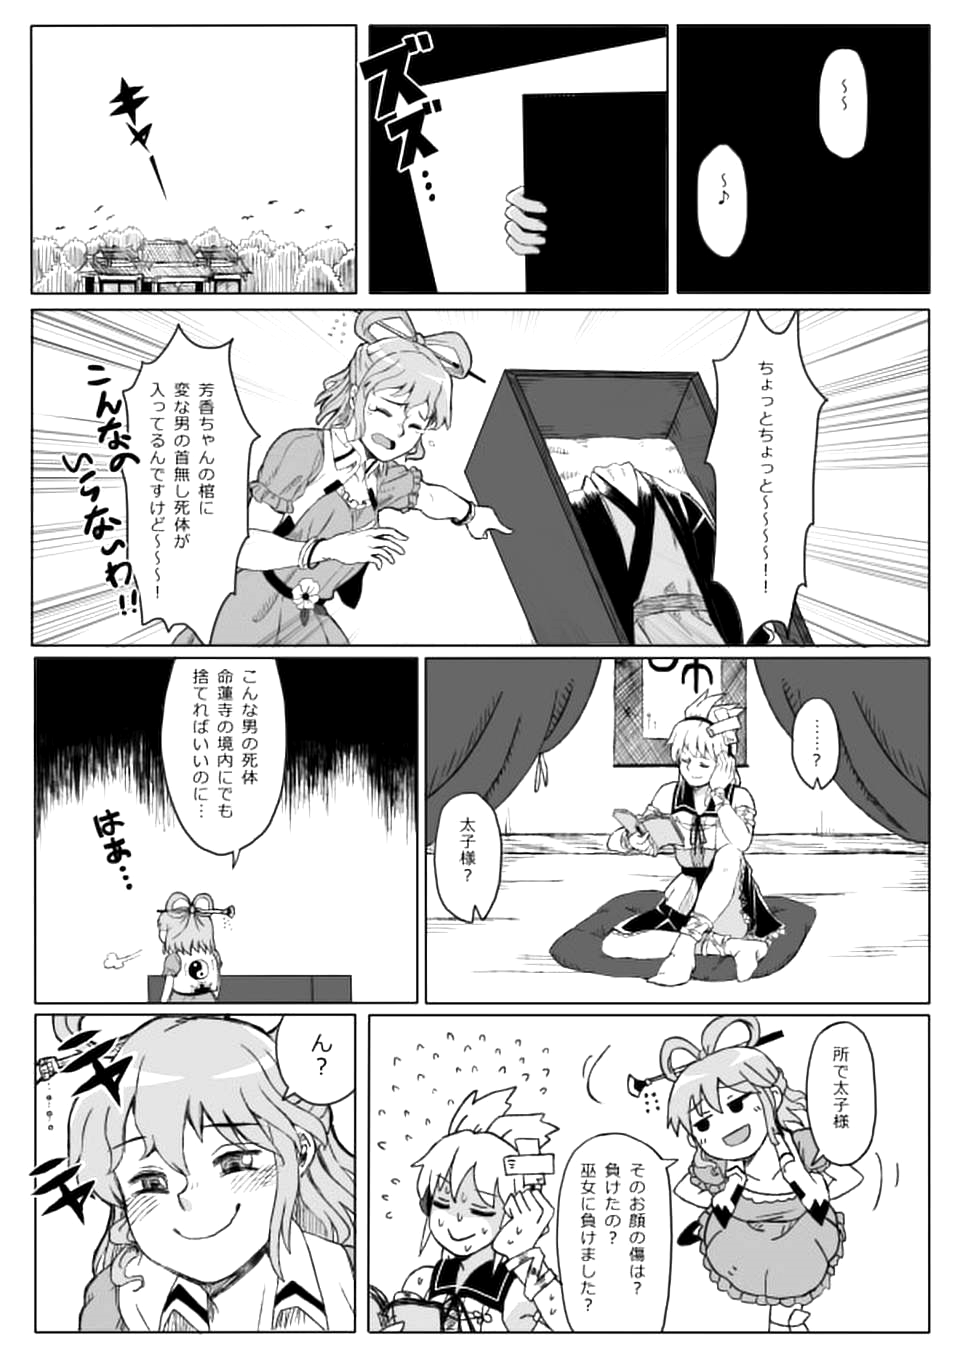 ～～
～♪
ズズ…
キャー
ちょっとちょっと～～～～～！！
芳香ちゃんの棺に
変な男の首無し死体が
入ってるんですけど～～～～！
こんなの
いらないわ！！
……？
太子様？
こんな男の死体
命蓮寺の境内にでも
捨てればいいのに…
はぁ…
所で太子様
そのお顔の傷は？
負けたの？
巫女に負けました？
ん？